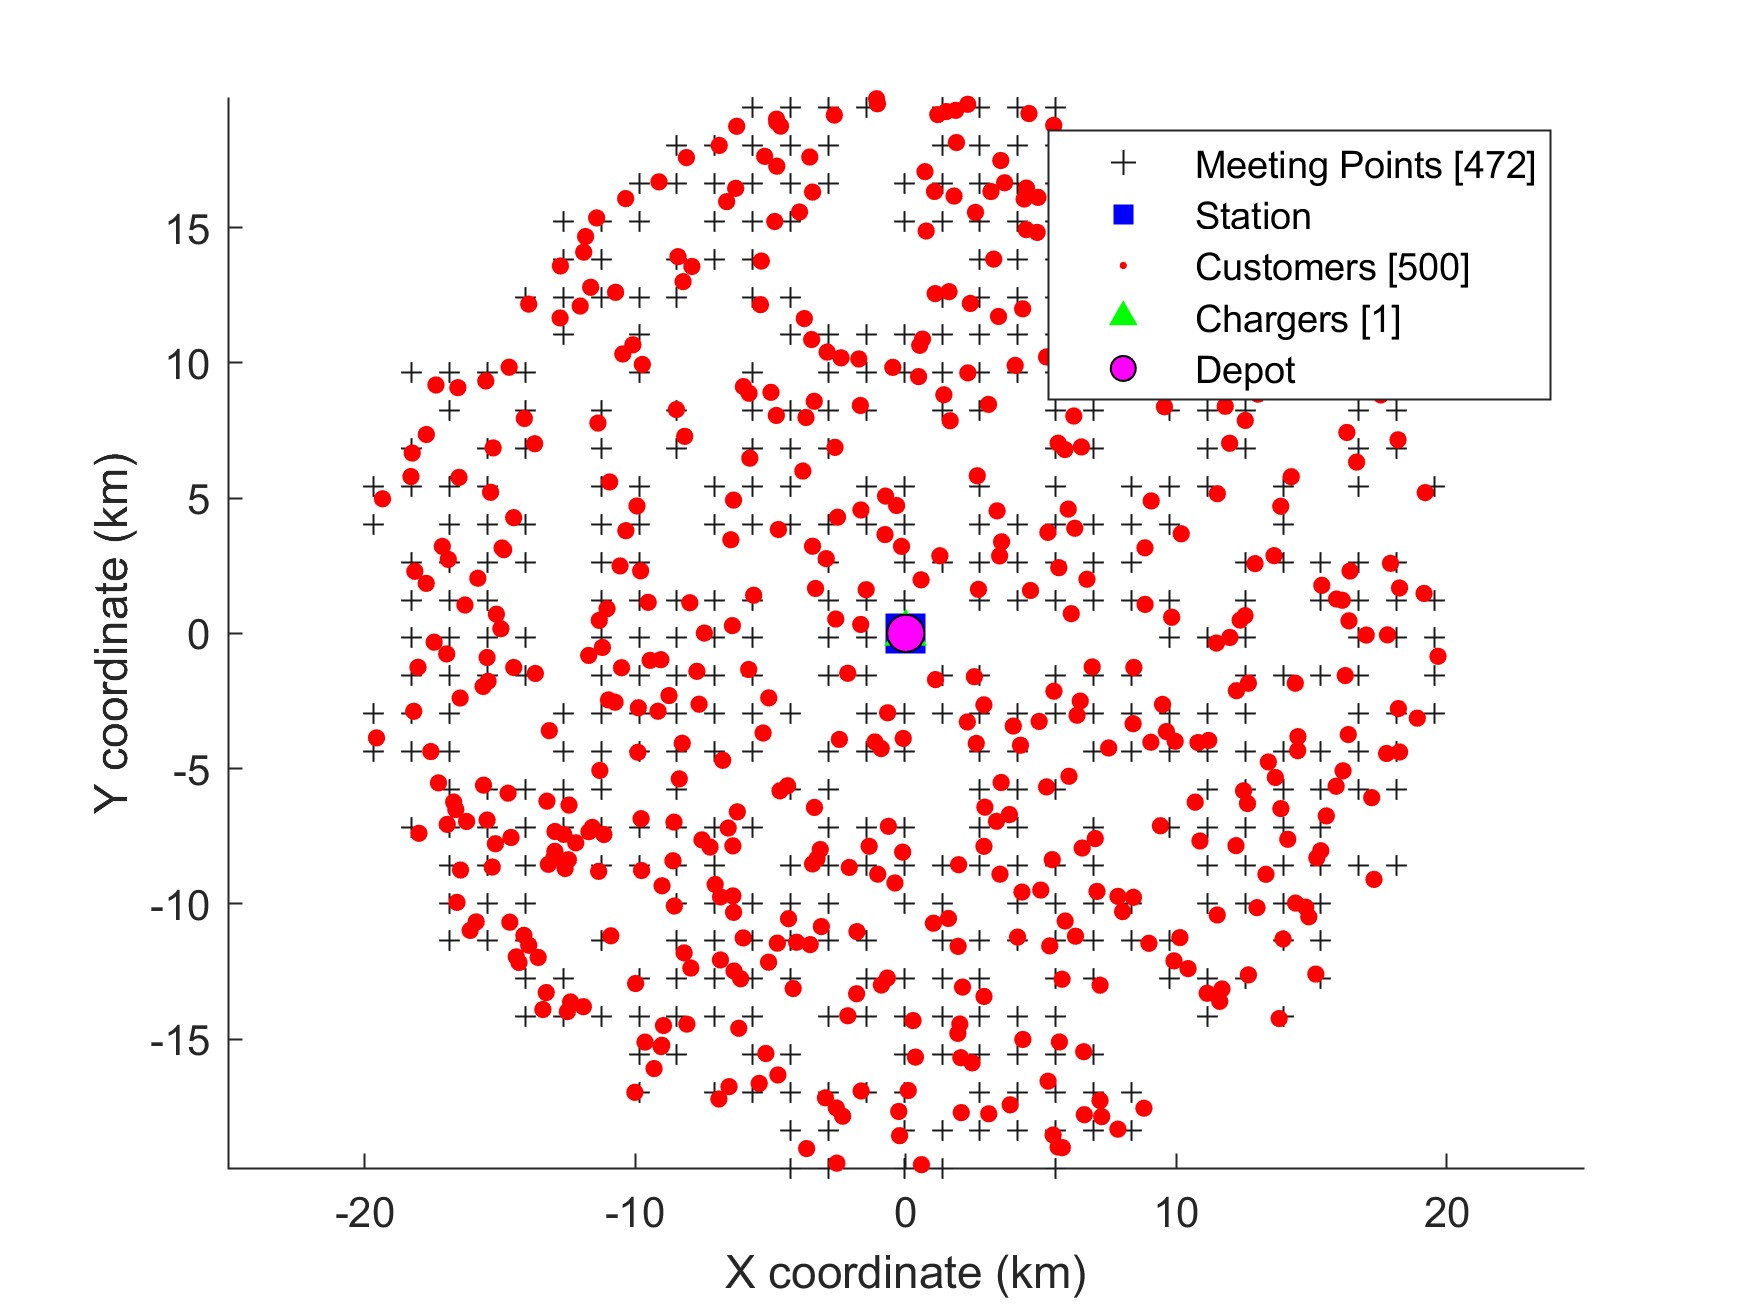 Meeting Points [472]
Station
Customers [500]
Chargers [1]
Depot
15
10
5
0
-5
-10
-15
Y coordinate (km)
-20
-10
0
10
20
X coordinate (km)